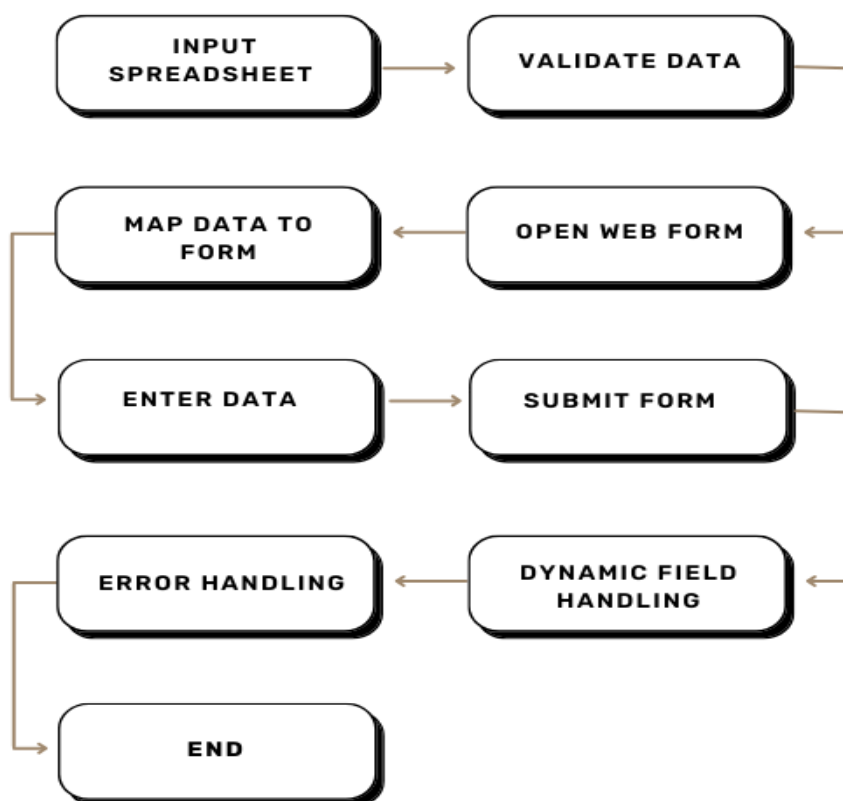 INPUT
SPREADSHEET
VALIDATE DATA
OPEN WEB FORM
MAP DATA TO
FORM
ENTER DATA
SUBMIT FORM
DYNAMIC FIELD
HANDLING
ERROR HANDLING
END